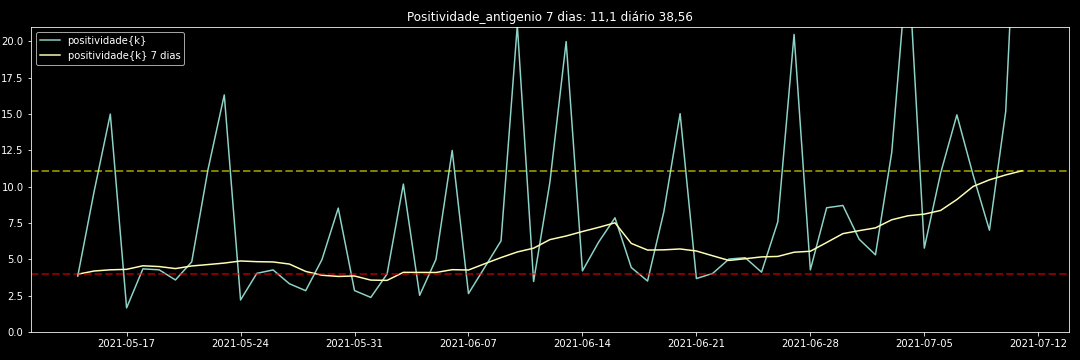 Positividade_antigenio 7 dias: 11,1 diário 38,56
positividade{k}
positividade{k} 7 dias
20.0
17.5
15.0
12.5
10.0
7.5
5.0
2.5
0.0
2021-05-17 2021-05-24 2021-05-31 2021-06-07 2021-06-14 2021-06-21 2021-06-28 2021-07-05 2021-07-12